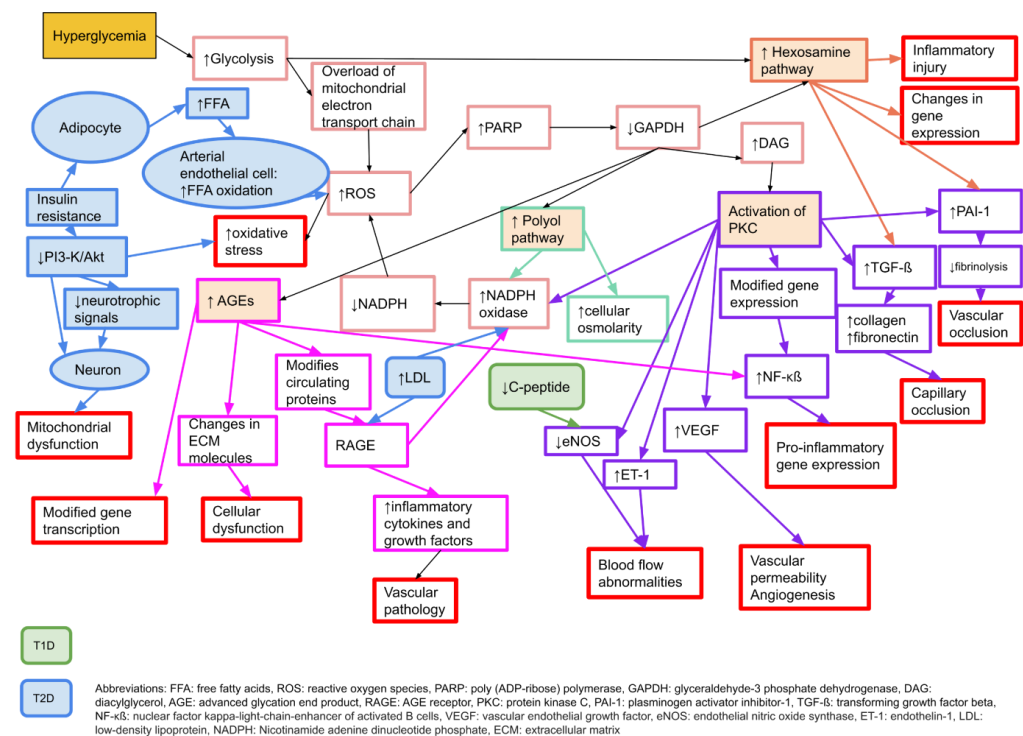 Hyperglycemia
↑Glycolysis
↑ Hexosamine
pathway
Inflammatory
injury
Overload of
mitochondrial
electron
transport chain
Changes in
gene
expression
↑FFA
Adipocyte
↑PARP
↓GAPDH
↑DAG
Arterial
endothelial cell:
↑FFA oxidation
↑ROS
Insulin
resistance
↑ Polyol
pathway
Activation of
PKC
↑PAI-1
↑oxidative
stress
↓PI3-K/Akt
↑TGF-ß
↓fibrinolysis
↓neurotrophic
signals
↑ AGEs
↓NADPH
↑NADPH
oxidase
↑cellular
osmolarity
Modified gene
expression
↑collagen
↑fibronectin
Vascular
occlusion
Neuron
Modifies
circulating
proteins
↑LDL
↓C-peptide
↑NF-κß
Capillary
occlusion
Mitochondrial
dysfunction
Changes in
ECM
molecules
RAGE
↓eNOS
↑VEGF
Pro-inflammatory
gene expression
↑ET-1
Modified gene
transcription
Cellular
dysfunction
↑inflammatory
cytokines and
growth factors
Blood flow
abnormalities
Vascular
permeability
Angiogenesis
Vascular
pathology
T1D
T2D
Abbreviations: FFA: free fatty acids, ROS: reactive oxygen species, PARP: poly (ADP-ribose) polymerase, GAPDH: glyceraldehyde-3 phosphate dehydrogenase, DAG:
diacylglycerol, AGE: advanced glycation end product, RAGE: AGE receptor, PKC: protein kinase C, PAI-1: plasminogen activator inhibitor-1, TGF-ß: transforming growth factor beta,
NF-κß: nuclear factor kappa-light-chain-enhancer of activated B cells, VEGF: vascular endothelial growth factor, eNOS: endothelial nitric oxide synthase, ET-1: endothelin-1, LDL:
low-density lipoprotein, NADPH: Nicotinamide adenine dinucleotide phosphate, ECM: extracellular matrix